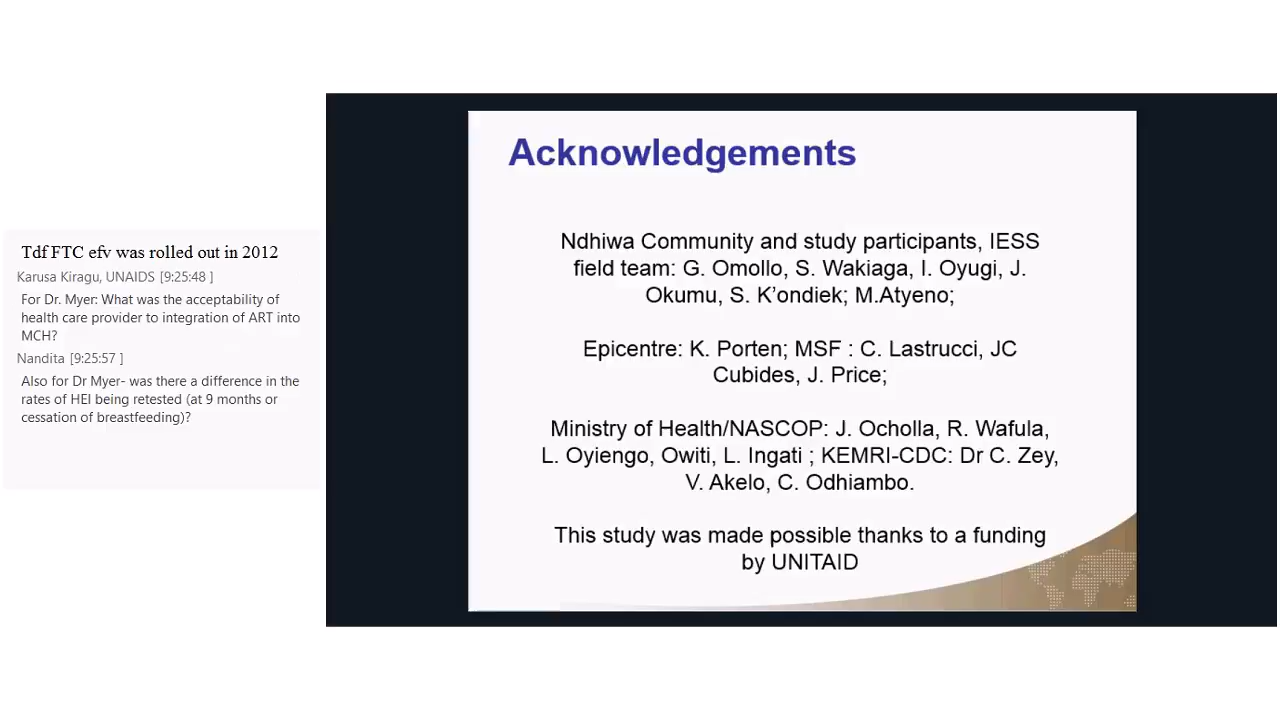 Tdf FTC efv was rolled out in 2012
Karusa Kiragu, UNAIDS [9:25:48 ]
For Dr. Myer: What was the acceptability of
health care provider to integration of ART into
MCH?
Nandita [9:25:57 ]
Also for Dr Myer- was there a difference in the
rates of HEI being retested (at 9 months or
cessation of breastfeeding)?
Acknowledgements
Ndhiwa Community and study participants, IESS
field team: G. Omollo, S. Wakiaga, I. Oyugi, J.
Okumu, S. K’ondiek; M.Atyeno;
Epicentre: K. Porten; MSF : C. Lastrucci, JC
Cubides, J. Price;
Ministry of Health/NASCOP: J. Ocholla, R. Wafula,
L. Oyiengo, Owiti, L. Ingati ; KEMRI-CDC: Dr C. Zey,
V. Akelo, C. Odhiambo.
This study was made possible thanks to a funding
by UNITAID